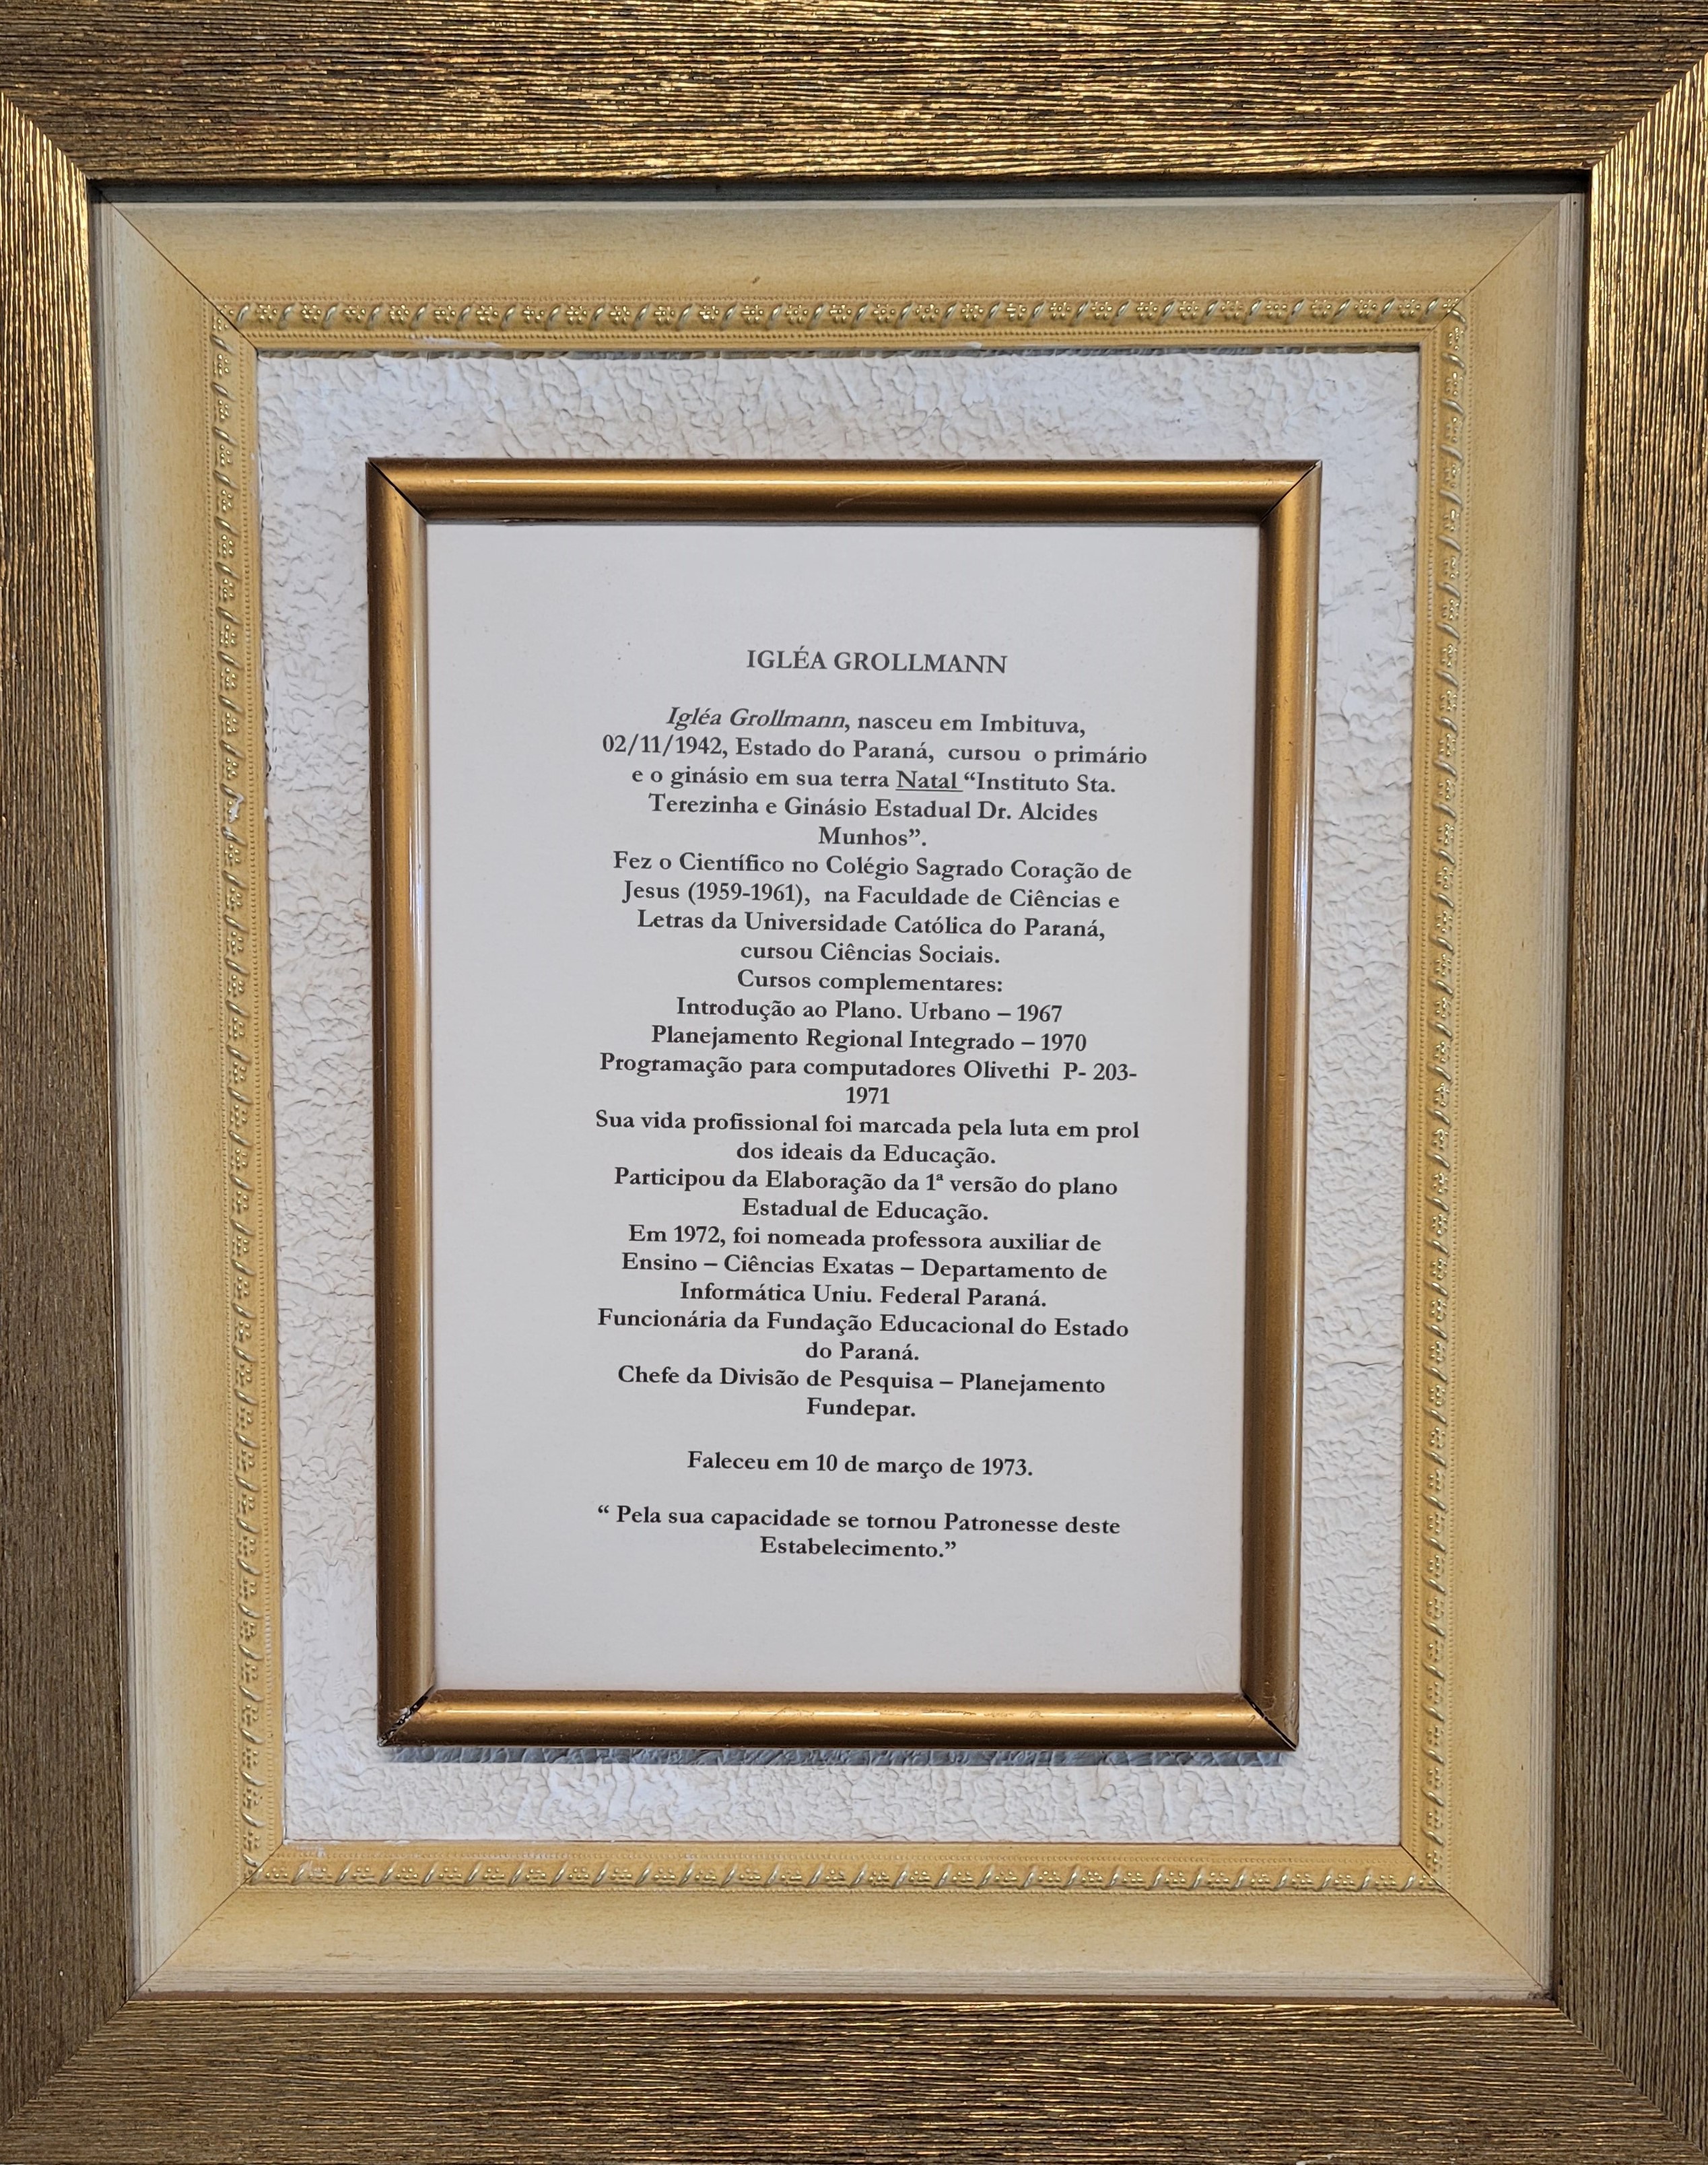 IGLÉA GROLLMANN
Igléa Grollmann, nasceu em Imbituva,
02/11/1942, Estado do Paraná, cursou o primário
e o ginásio em sua terra Natal “Instituto Sta.
Terezinha e Ginásio Estadual Dr. Alcides
Munhos”.
Fez o Científico no Colégio Sagrado Coração de
Jesus (1959-1961), na Faculdade de Ciências e
Letras da Universidade Católica do Paraná,
cursou Ciências Sociais.
Cursos complementares:
Introdução ao Plano. Urbano – 1967
Planejamento Regional Integrado – 1970
Programação para computadores Olivethi P- 203-
1971
Sua vida profissional foi marcada pela luta em prol
dos ideais da Educação.
Participou da Elaboração da 1ª versão do plano
Estadual de Educação.
Em 1972, foi nomeada professora auxiliar de
Ensino – Ciências Exatas – Departamento de
Informática Uniu. Federal Paraná.
Funcionária da Fundação Educacional do Estado
do Paraná.
Chefe da Divisão de Pesquisa – Planejamento
Fundepar.
Faleceu em 10 de março de 1973.
“ Pela sua capacidade se tornou Patronesse deste
Estabelecimento.”